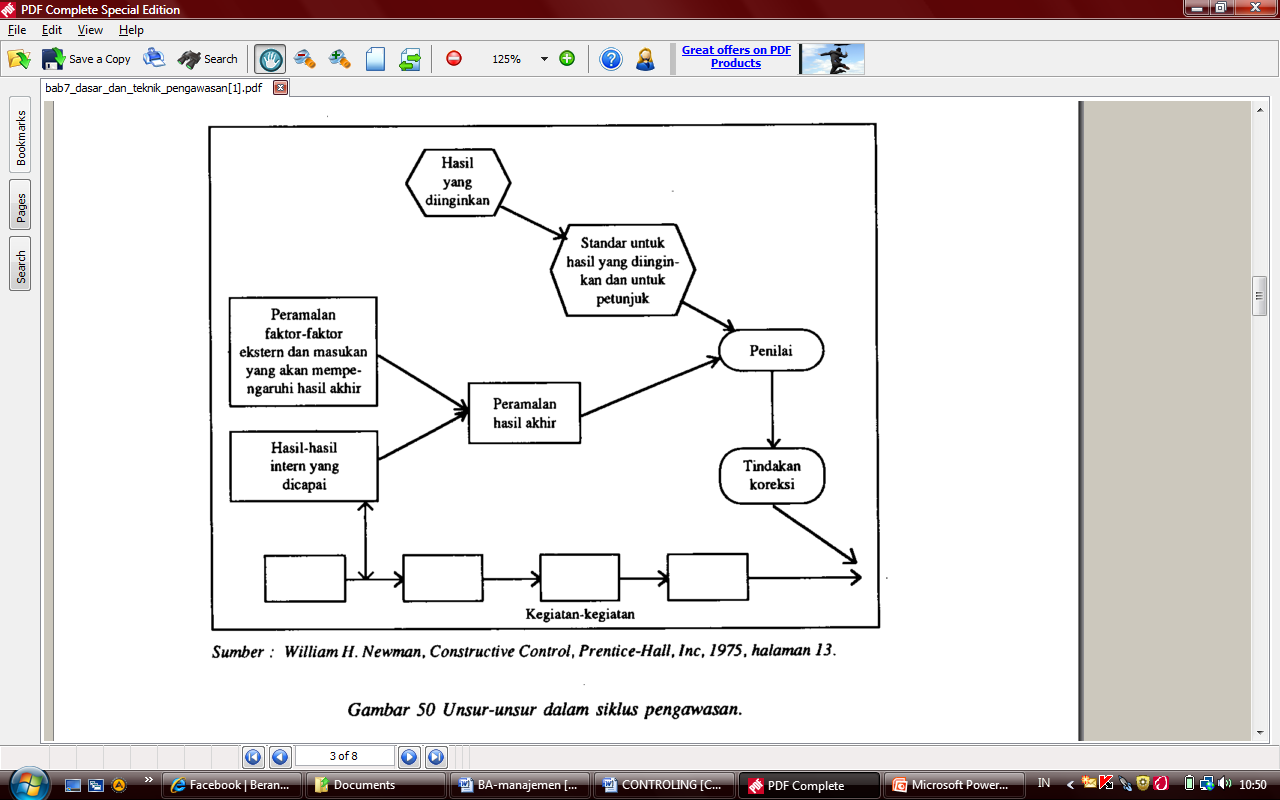 PDF Complete Special Edition
File Edit View Help
Save a Copy Search 125% Great offers on PDF
Products
bab7_dasar_dan_teknik_pengawasan[1].pdf
Bookmarks
Pages
Search
Hasil
yang
diinginkan
Standar untuk
hasil yang diingin-
kan dan untuk
petunjuk
Peramalan
faktor-faktor
ekstern dan masukan
yang akan mempe-
ngaruhi hasil akhir
Penilai
Peramalan
hasil akhir
Hasil-hasil
intern yang
dicapai
Tindakan
koreksi
Kegiatan-kegiatan
Sumber : William H. Newman, Constructive Control, Prentice-Hall, Inc, 1975, halaman 13.
Gambar 50 Unsur-unsur dalam siklus pengawasan.
3 of 8
Facebook | Beran... Documents BA-manajemen [... CONTROLING [C... PDF Complete Microsoft Power... IN 10:50